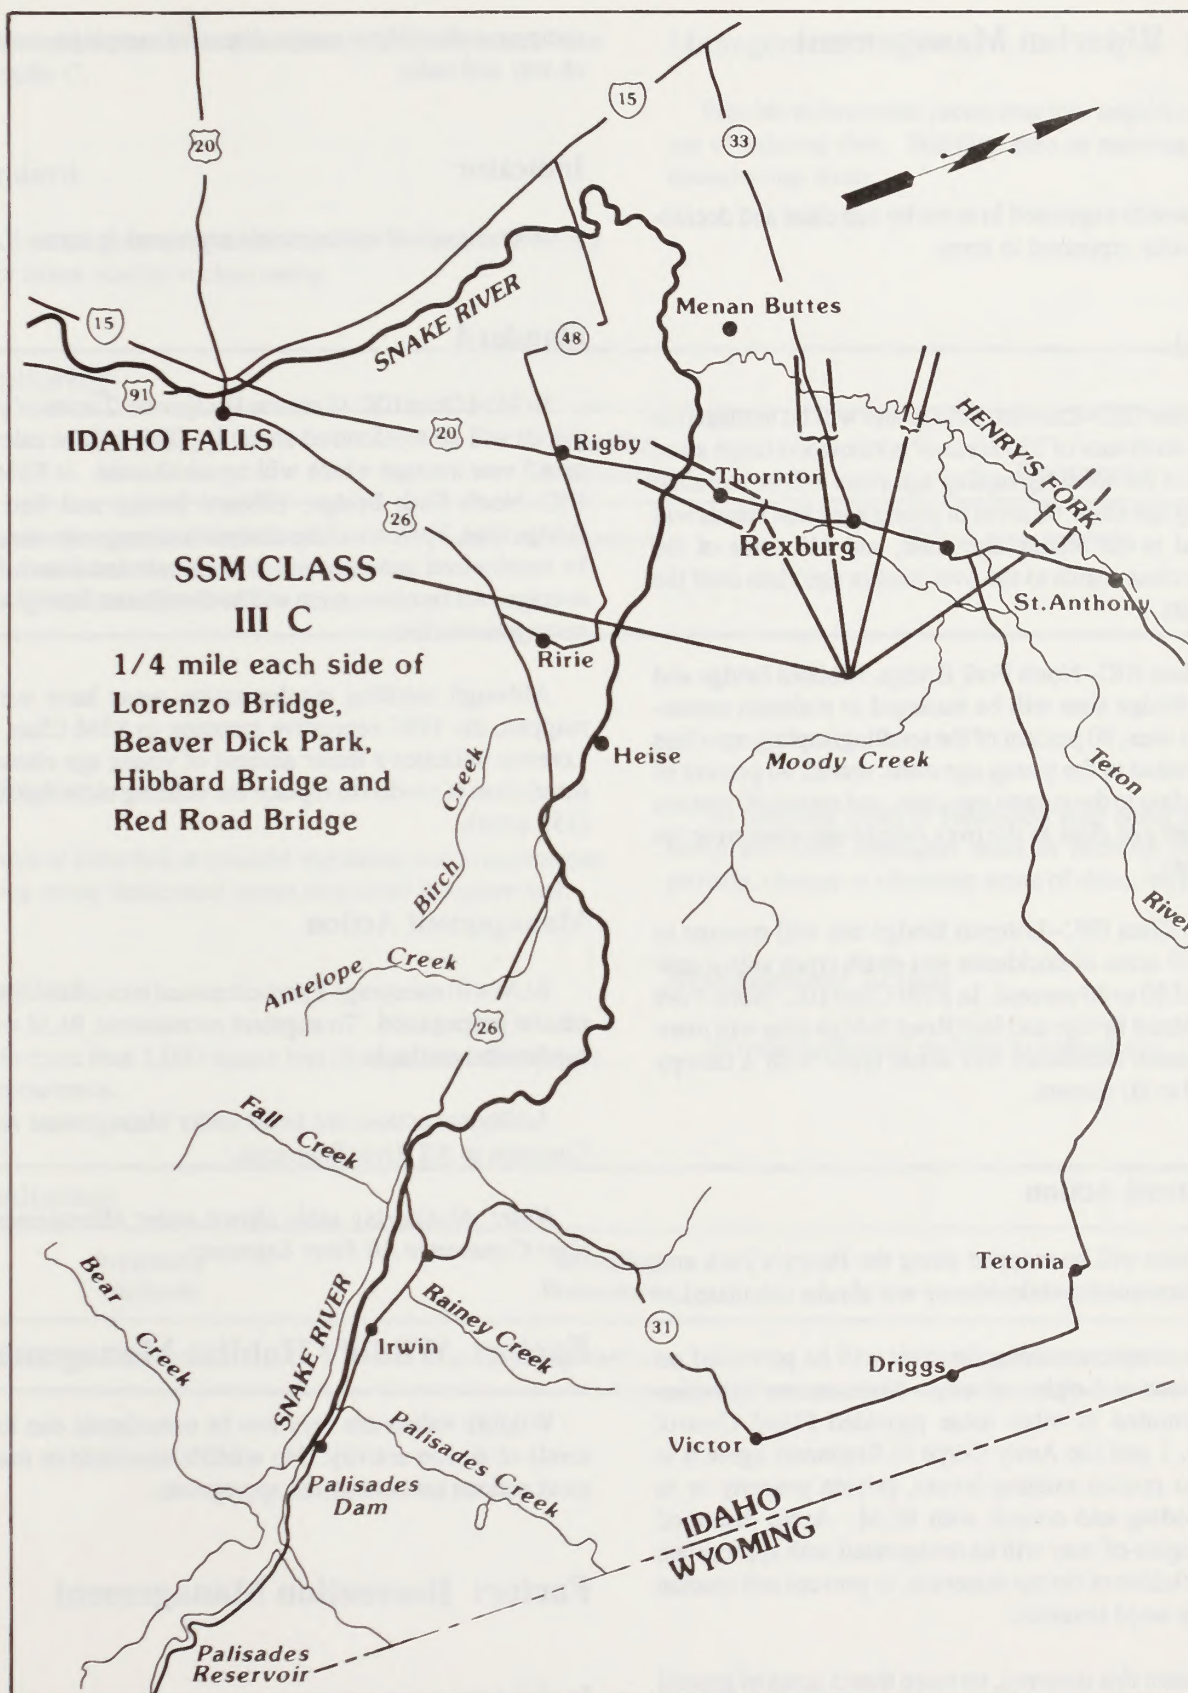 20
15
33
Menan Buttes
SNAKE RIVER
48
15
91
IDAHO FALLS
20
Rigby
Thornton
HENRY'S FORK
Rexburg
26
St. Anthony
SSM CLASS
III C
Ririe
1/4 mile each side of
Lorenzo Bridge,
Beaver Dick Park,
Hibbard Bridge and
Red Road Bridge
Heise
Moody Creek
Teton
River
Birch Creek
Antelope Creek
26
Fall Creek
Bear Creek
SNAKE RIVER
Rainey Creek
Irwin
31
Tetonia
Driggs
Victor
Palisades Creek
Palisades
Dam
IDAHO
WYOMING
Palisades
Reservoir